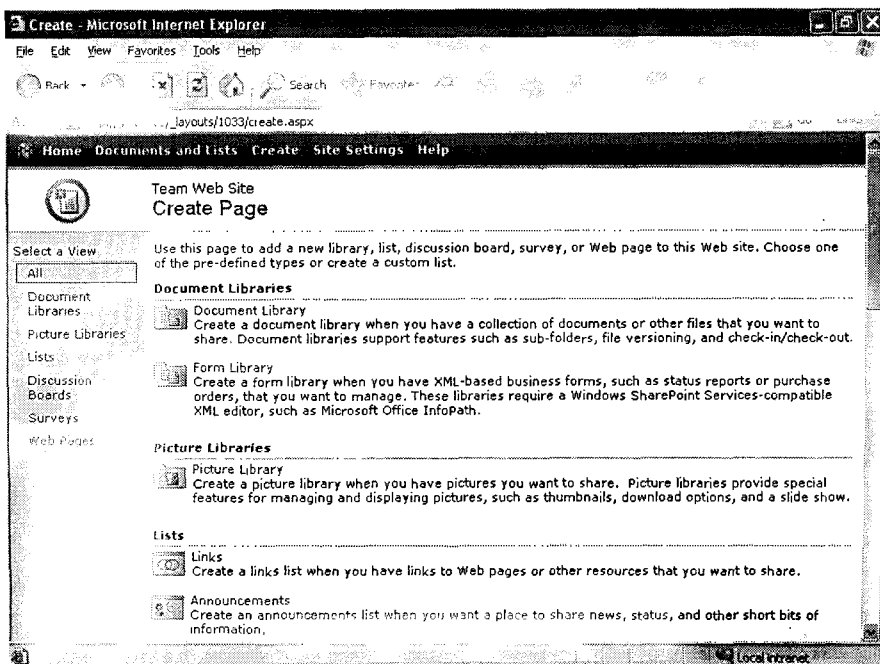 Create - Microsoft Internet Explorer
File Edit View Favorites Tools Help
Back Search Favorites
/_layouts/1033/create.aspx
Home Documents and Lists Create Site Settings Help
Team Web Site
Create Page
Select a View
All
Document
Libraries
Picture Libraries
Lists
Discussion
Boards
Surveys
Web Pages
Use this page to add a new library, list, discussion board, survey, or Web page to this Web site. Choose one
of the pre-defined types or create a custom list.
Document Libraries
Document Library
Create a document library when you have a collection of documents or other files that you want to
share. Document libraries support features such as sub-folders, file versioning, and check-in/check-out.
Form Library
Create a form library when you have XML-based business forms, such as status reports or purchase
orders, that you want to manage. These libraries require a Windows SharePoint Services-compatible
XML editor, such as Microsoft Office InfoPath.
Picture Libraries
Picture Library
Create a picture library when you have pictures you want to share. Picture libraries provide special
features for managing and displaying pictures, such as thumbnails, download options, and a slide show.
Lists
Links
Create a links list when you have links to Web pages or other resources that you want to share.
Announcements
Create an announcements list when you want a place to share news, status, and other short bits of
information.
Local intranet